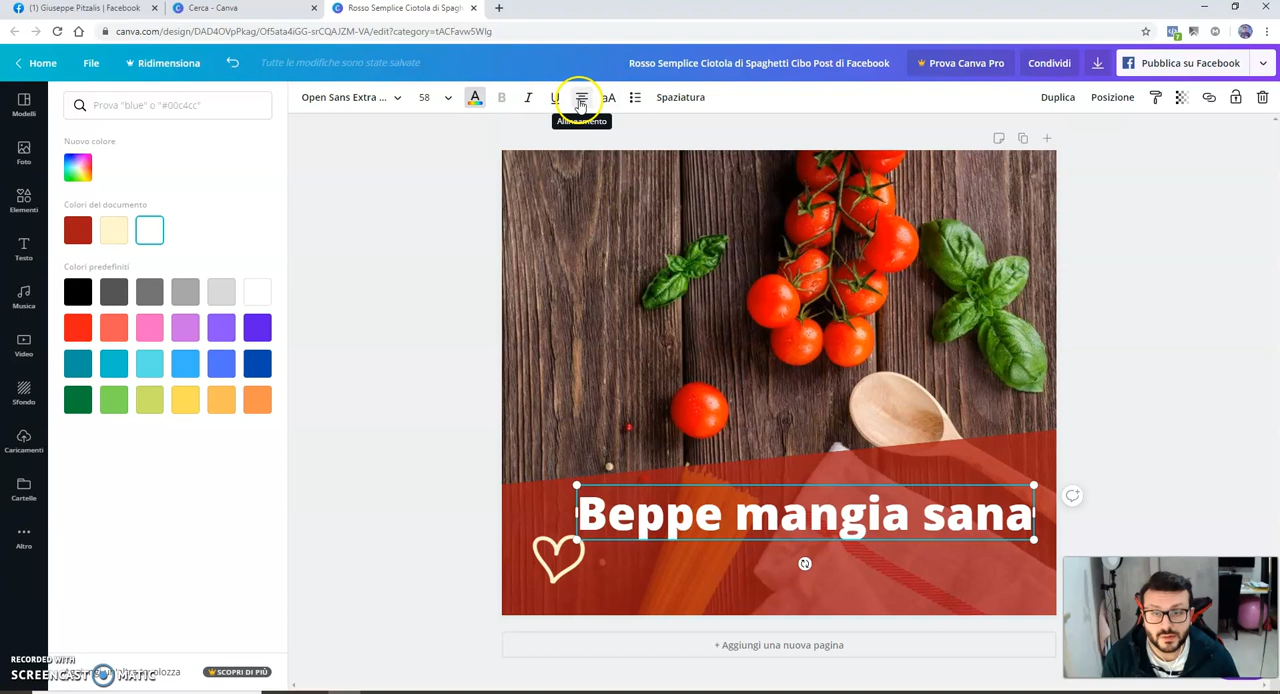 (1) Giuseppe Pitzalis | Facebook
Cerca - Canva
Rosso Semplice Ciotola di Spagh
canva.com/design/DAD4OVpPkag/Of5ata4iGG-srCQAJZM-VA/edit?category=tACFavw5WIg
Home
File
Ridimensiona
Tutte le modifiche sono state salvate
Rosso Semplice Ciotola di Spaghetti Cibo Post di Facebook
Prova Canva Pro
Condividi
Pubblica su Facebook
Open Sans Extra ...
58
A
B
I
U
aA
Spaziatura
Duplica
Posizione
Allineamento
Modelli
Foto
Elementi
Testo
Musica
Video
Sfondo
Caricamenti
Cartelle
Altro
Prova "blue" o "#00c4cc"
Nuovo colore
Colori del documento
Colori predefiniti
Beppe mangia sana
+ Aggiungi una nuova pagina
RECORDED WITH
SCREENCAST MATIC
SCOPRI DI PIÙ